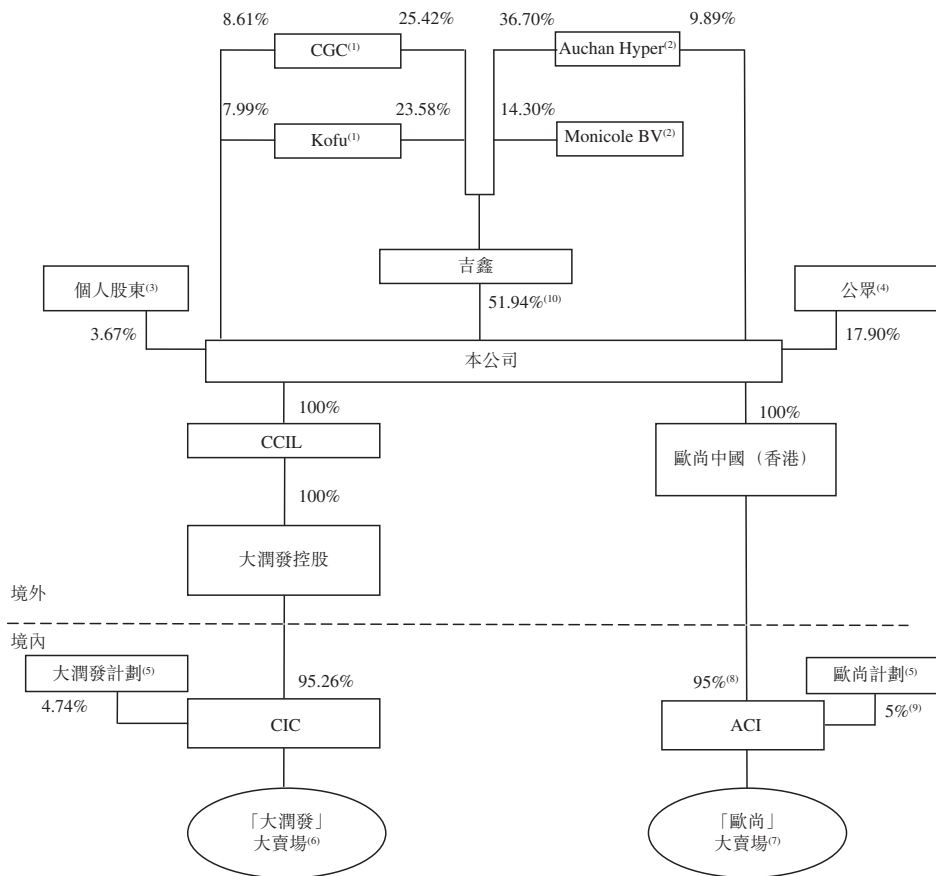 8.61%
25.42%
36.70%
9.89%
CGC(1)
Auchan Hyper(2)
7.99%
23.58%
14.30%
Kofu(1)
Monicole BV(2)
吉鑫
個人股東(3)
公眾(4)
51.94%(10)
3.67%
17.90%
本公司
100%
100%
CCIL
歐尚中國（香港）
100%
大潤發控股
境外
境內
大潤發計劃(5)
歐尚計劃(5)
95.26%
95%(8)
4.74%
5%(9)
CIC
ACI
「大潤發」
大賣場(6)
「歐尚」
大賣場(7)